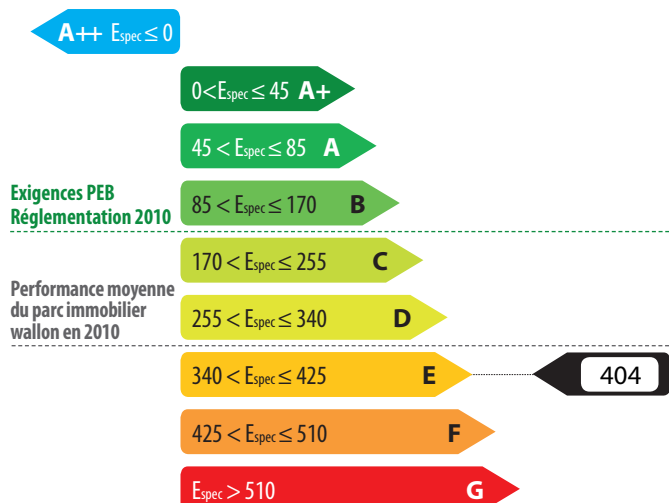 A++ Espec ≤ 0
0<Espec ≤ 45 A+
45 < Espec ≤ 85 A
Exigences PEB
Réglementation 2010
85 < Espec ≤ 170 B
170 < Espec ≤ 255 C
Performance moyenne
du parc immobilier
wallon en 2010
255 < Espec ≤ 340 D
340 < Espec ≤ 425 E
404
425 < Espec ≤ 510 F
Espec > 510 G